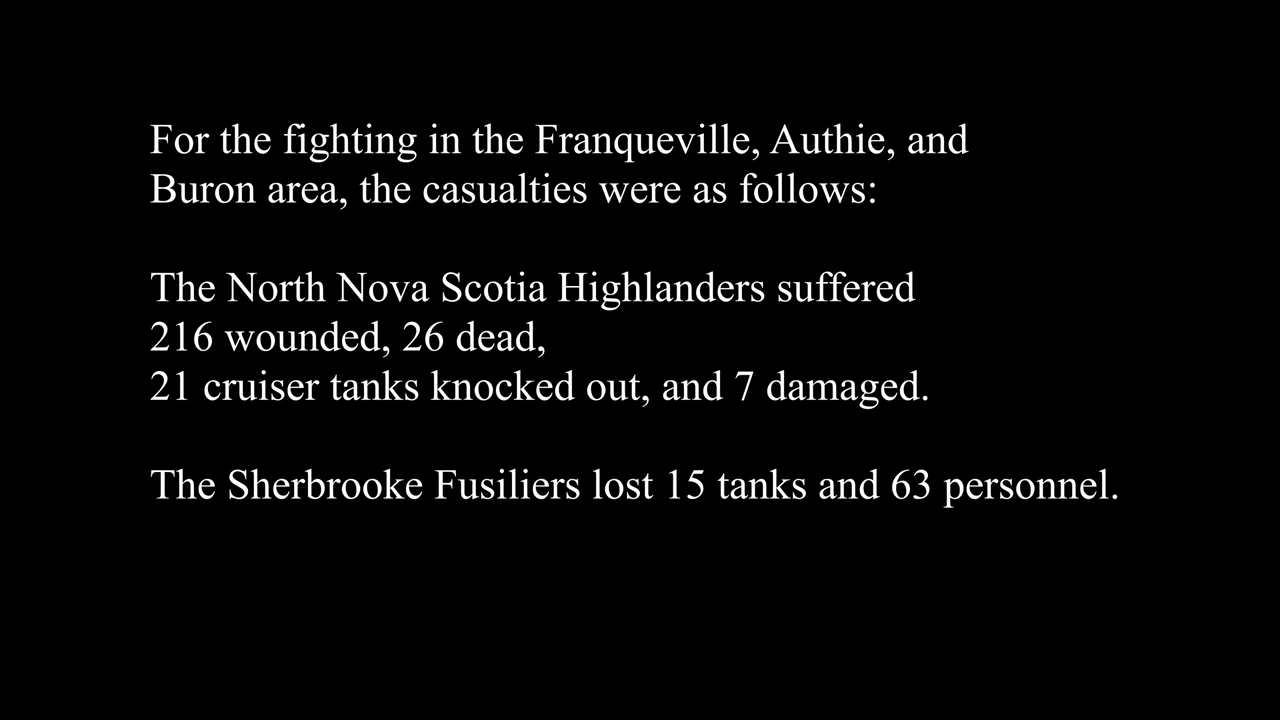 For the fighting in the Franqueville, Authie, and
Buron area, the casualties were as follows:
The North Nova Scotia Highlanders suffered
216 wounded, 26 dead,
21 cruiser tanks knocked out, and 7 damaged.
The Sherbrooke Fusiliers lost 15 tanks and 63 personnel.